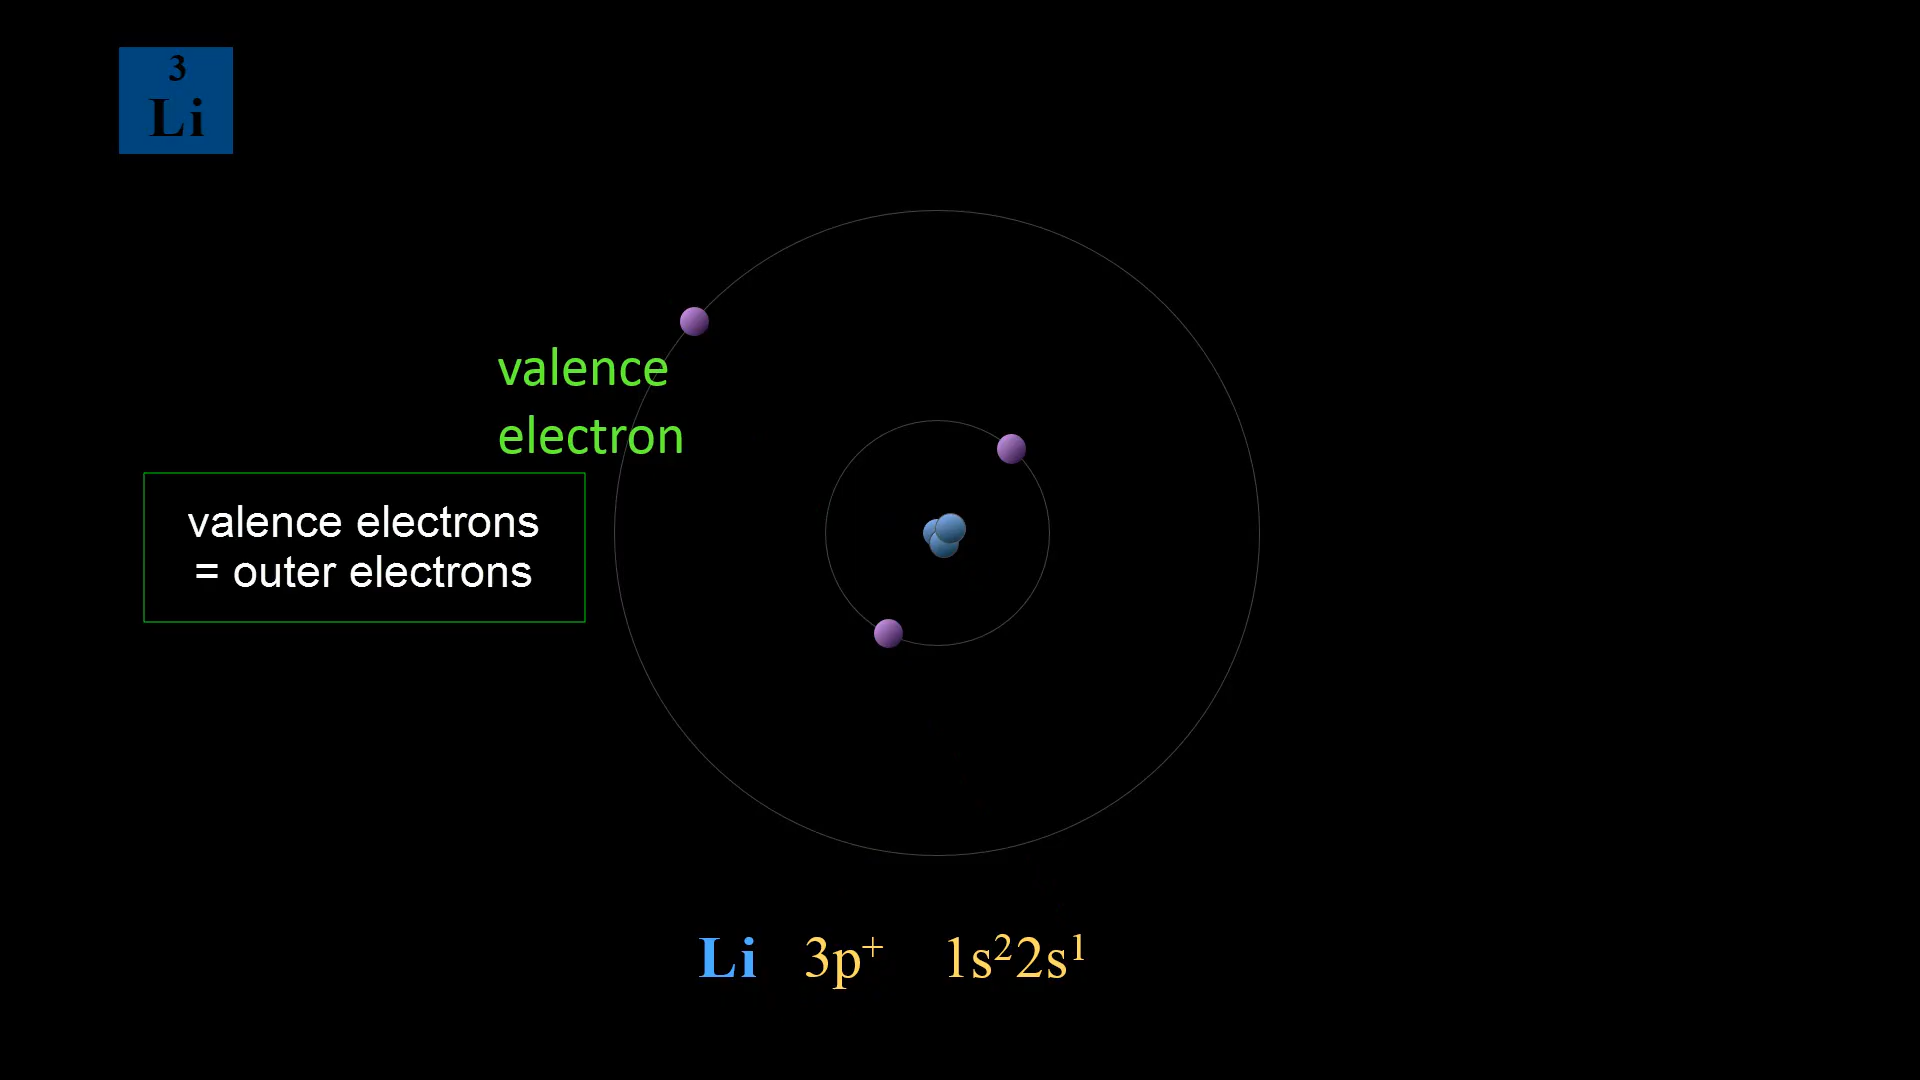 3
Li
valence
electron
valence electrons
= outer electrons
Li 3p⁺ 1s²2s¹